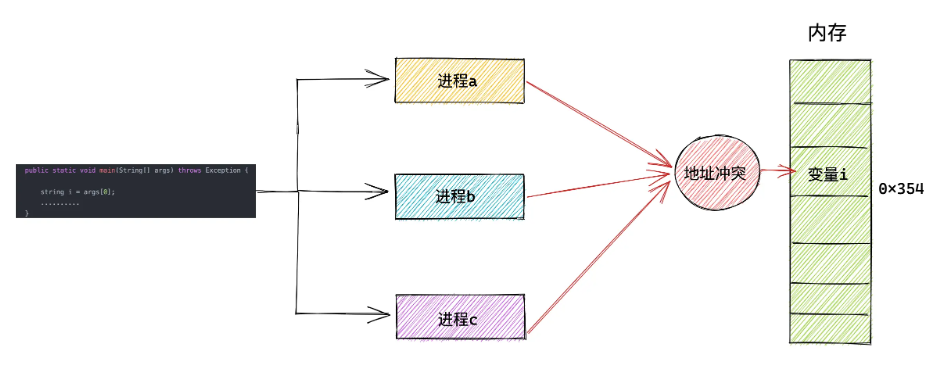 内存
public static void main(String[] args) throws Exception {
string i = args[0];
..........
}
进程a
进程b
进程c
地址冲突
变量i
0×354